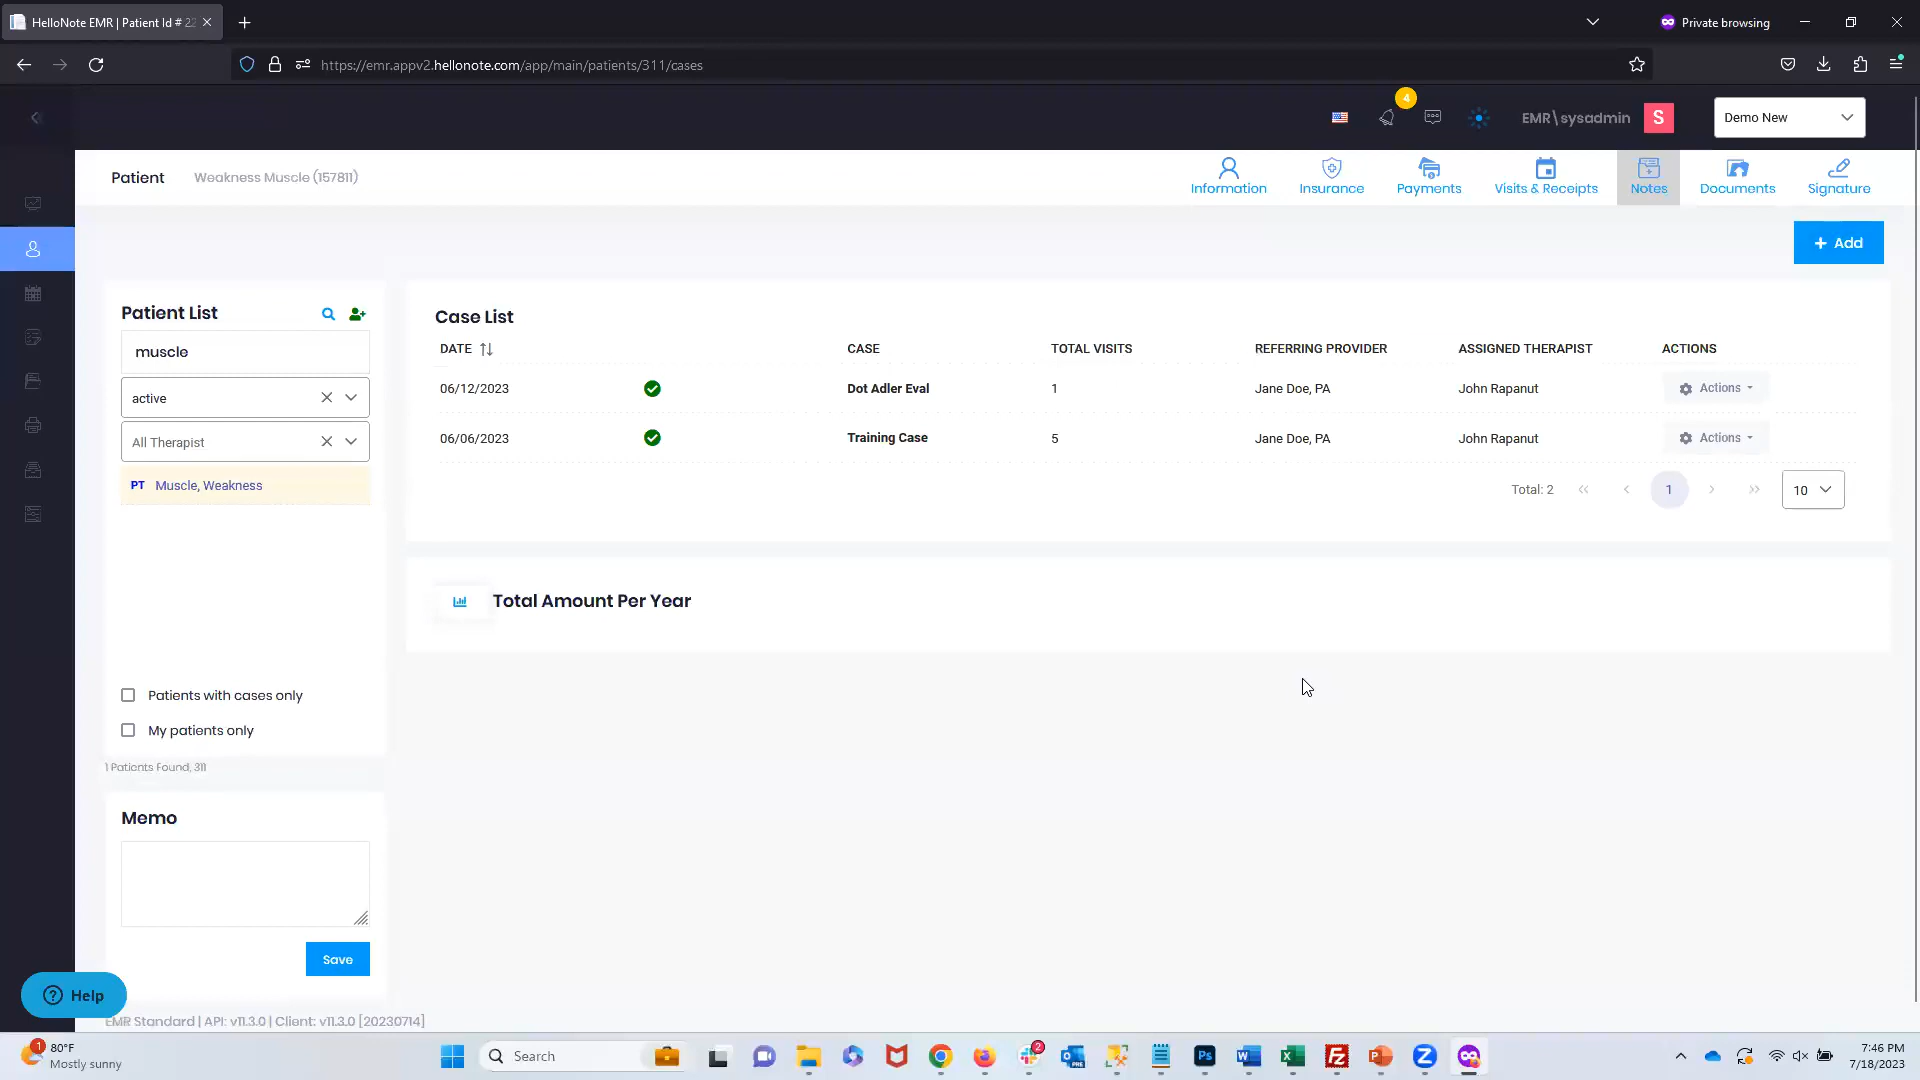 HelloNote EMR | Patient Id # 22
Private browsing
https://emr.appv2.hellonote.com/app/main/patients/311/cases
4
EMR\sysadmin
S
Demo New
Patient
Weakness Muscle (157811)
Information
Insurance
Payments
Visits & Receipts
Notes
Documents
Signature
+ Add
Patient List
muscle
active
All Therapist
PT Muscle, Weakness
Patients with cases only
My patients only
1 Patients Found, 311
Memo
Save
Case List
DATE CASE TOTAL VISITS REFERRING PROVIDER ASSIGNED THERAPIST ACTIONS
06/12/2023 Dot Adler Eval 1 Jane Doe, PA John Rapanut Actions
06/06/2023 Training Case 5 Jane Doe, PA John Rapanut Actions
Total: 2 1 10
Total Amount Per Year
Help
EMR Standard | API: v11.3.0 | Client: v11.3.0 [20230714]
1
80°F
Mostly sunny
Search
2
Ps
Fz
7:46 PM
7/18/2023